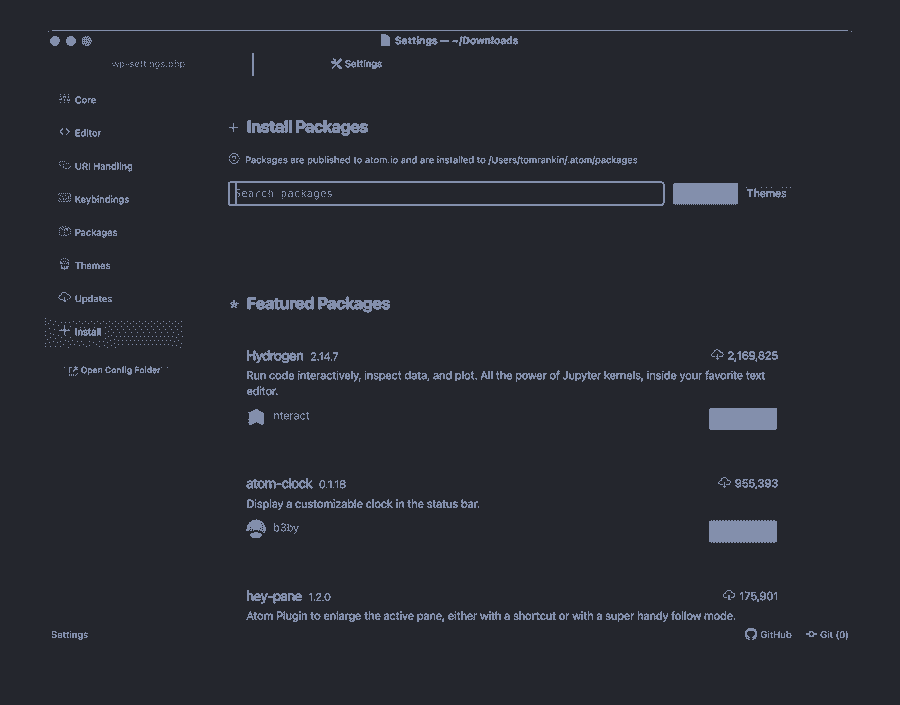 Settings — ~/Downloads
wp-settings.php
Settings
Core
Editor
URI Handling
Keybindings
Packages
Themes
Updates
Install
Open Config Folder
Install Packages
Packages are published to atom.io and are installed to /Users/tomrankin/.atom/packages
Search packages
Themes
Featured Packages
Hydrogen 2.14.7
2,169,825
Run code interactively, inspect data, and plot. All the power of Jupyter kernels, inside your favorite text
editor.
nteract
atom-clock 0.1.18
955,393
Display a customizable clock in the status bar.
b3by
hey-pane 1.2.0
175,901
Atom Plugin to enlarge the active pane, either with a shortcut or with a super handy follow mode.
Settings
GitHub
Git (0)